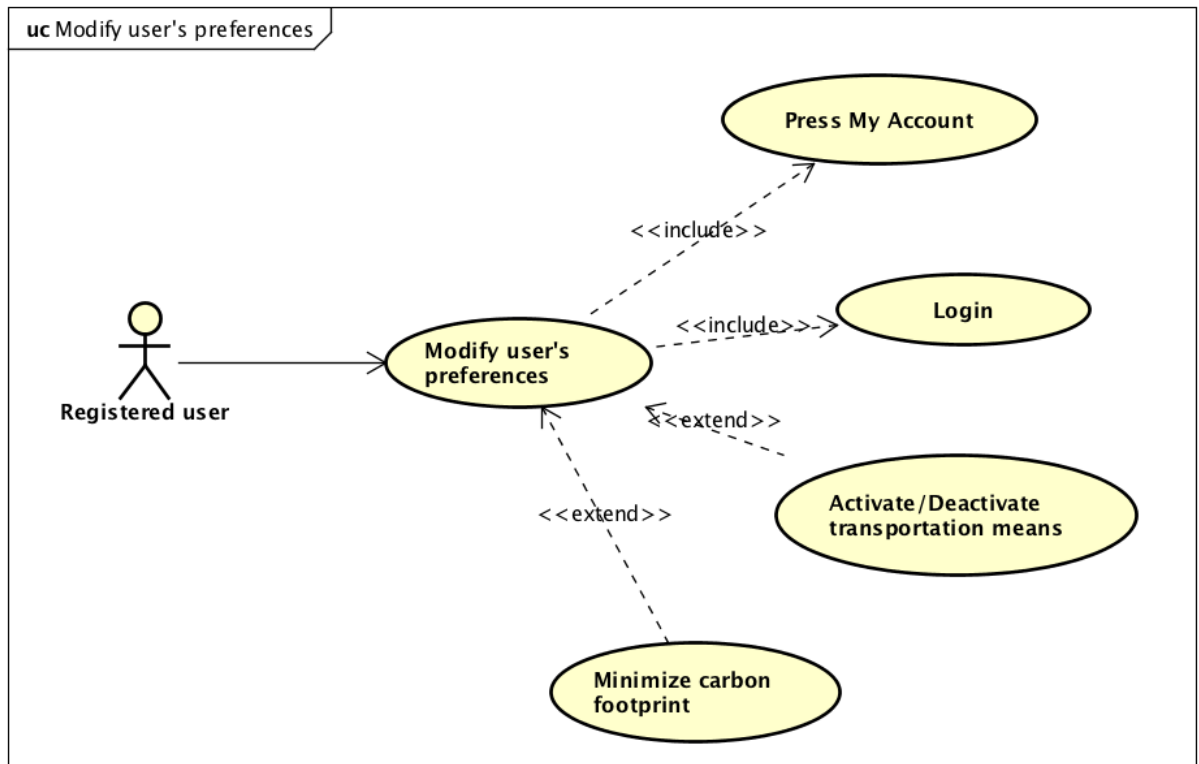 uc Modify user's preferences
Press My Account
<<include>>
Login
<<include>>
Modify user's
preferences
Registered user
<<extend>>
Activate/Deactivate
transportation means
<<extend>>
Minimize carbon
footprint